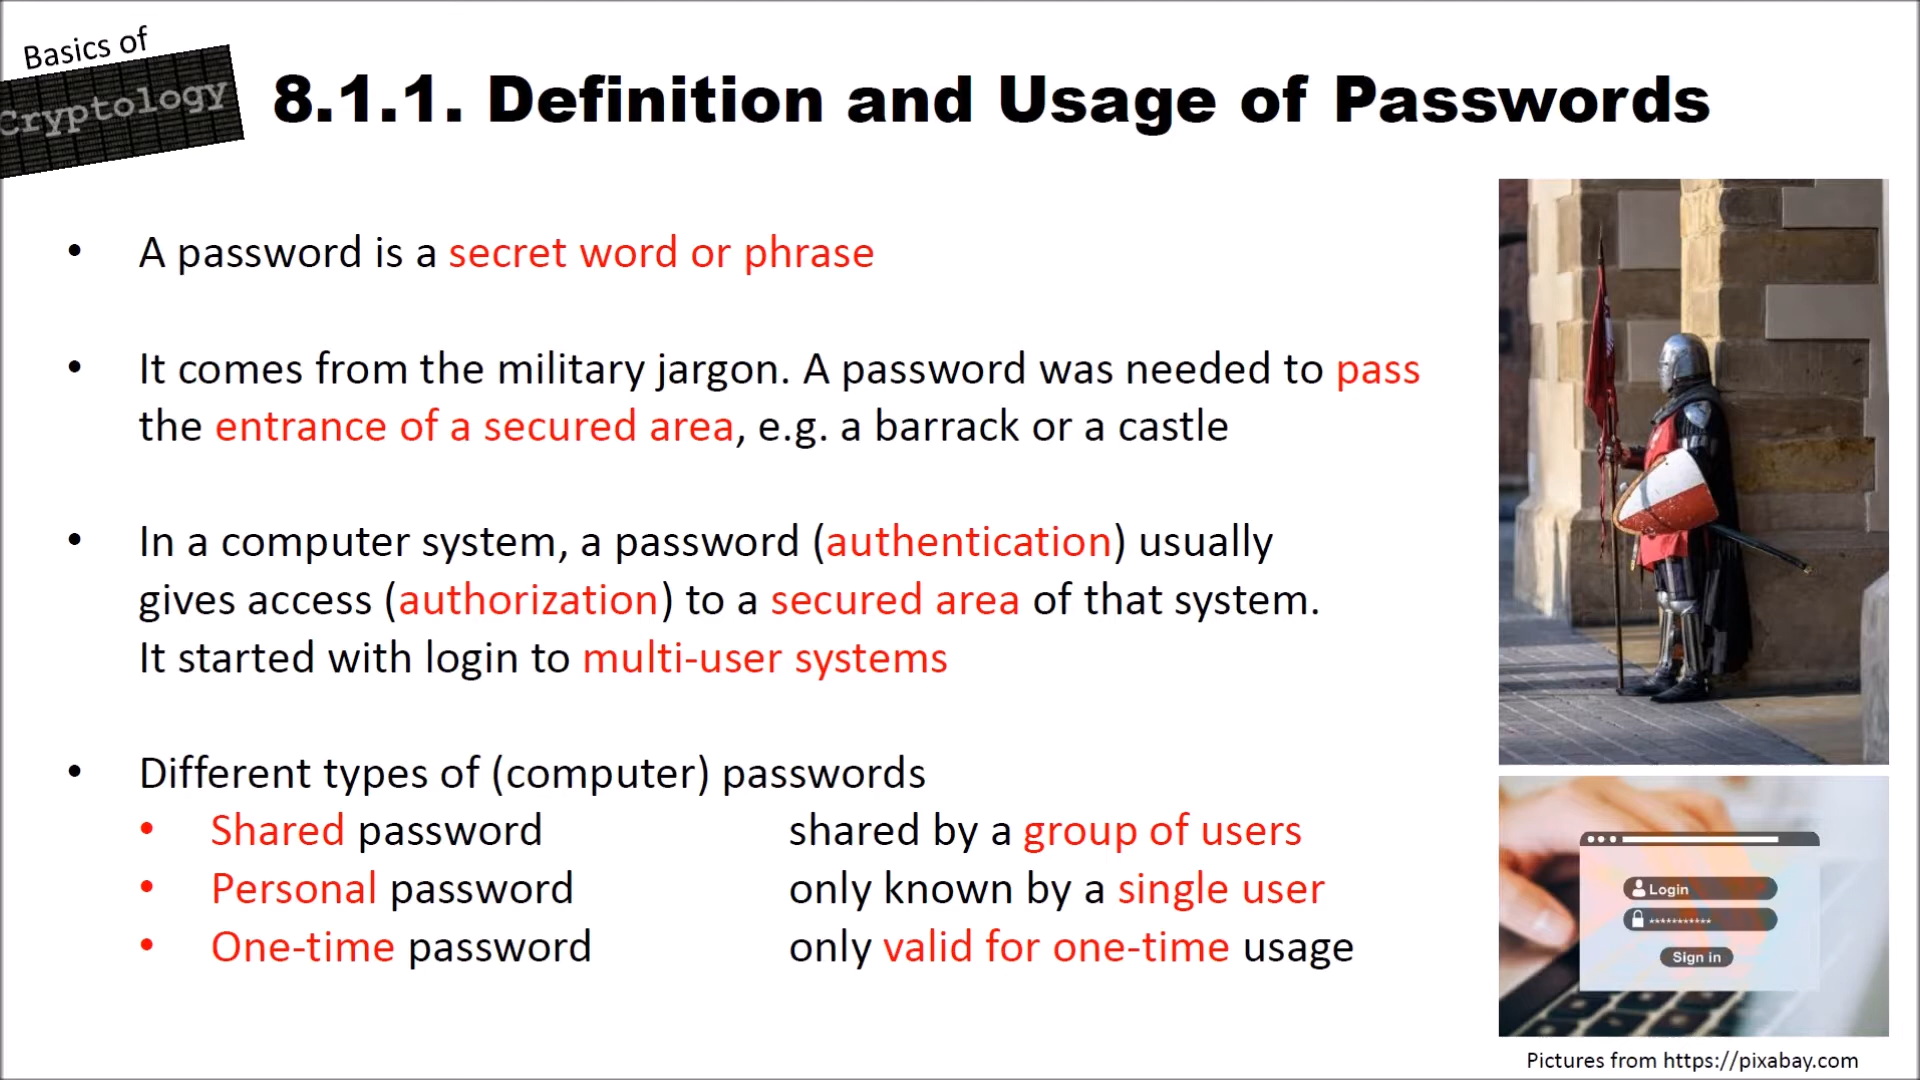 Basics of
Cryptology
8.1.1. Definition and Usage of Passwords
• A password is a secret word or phrase
• It comes from the military jargon. A password was needed to pass
the entrance of a secured area, e.g. a barrack or a castle
• In a computer system, a password (authentication) usually
gives access (authorization) to a secured area of that system.
It started with login to multi-user systems
• Different types of (computer) passwords
• Shared password shared by a group of users
• Personal password only known by a single user
• One-time password only valid for one-time usage
Login
***********
Sign in
Pictures from https://pixabay.com